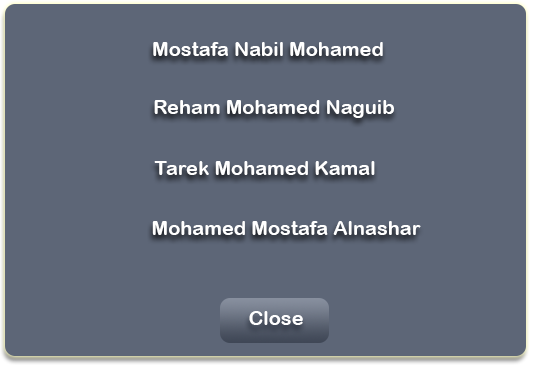 Mostafa Nabil Mohamed
Reham Mohamed Naguib
Tarek Mohamed Kamal
Mohamed Mostafa Alnashar
Close